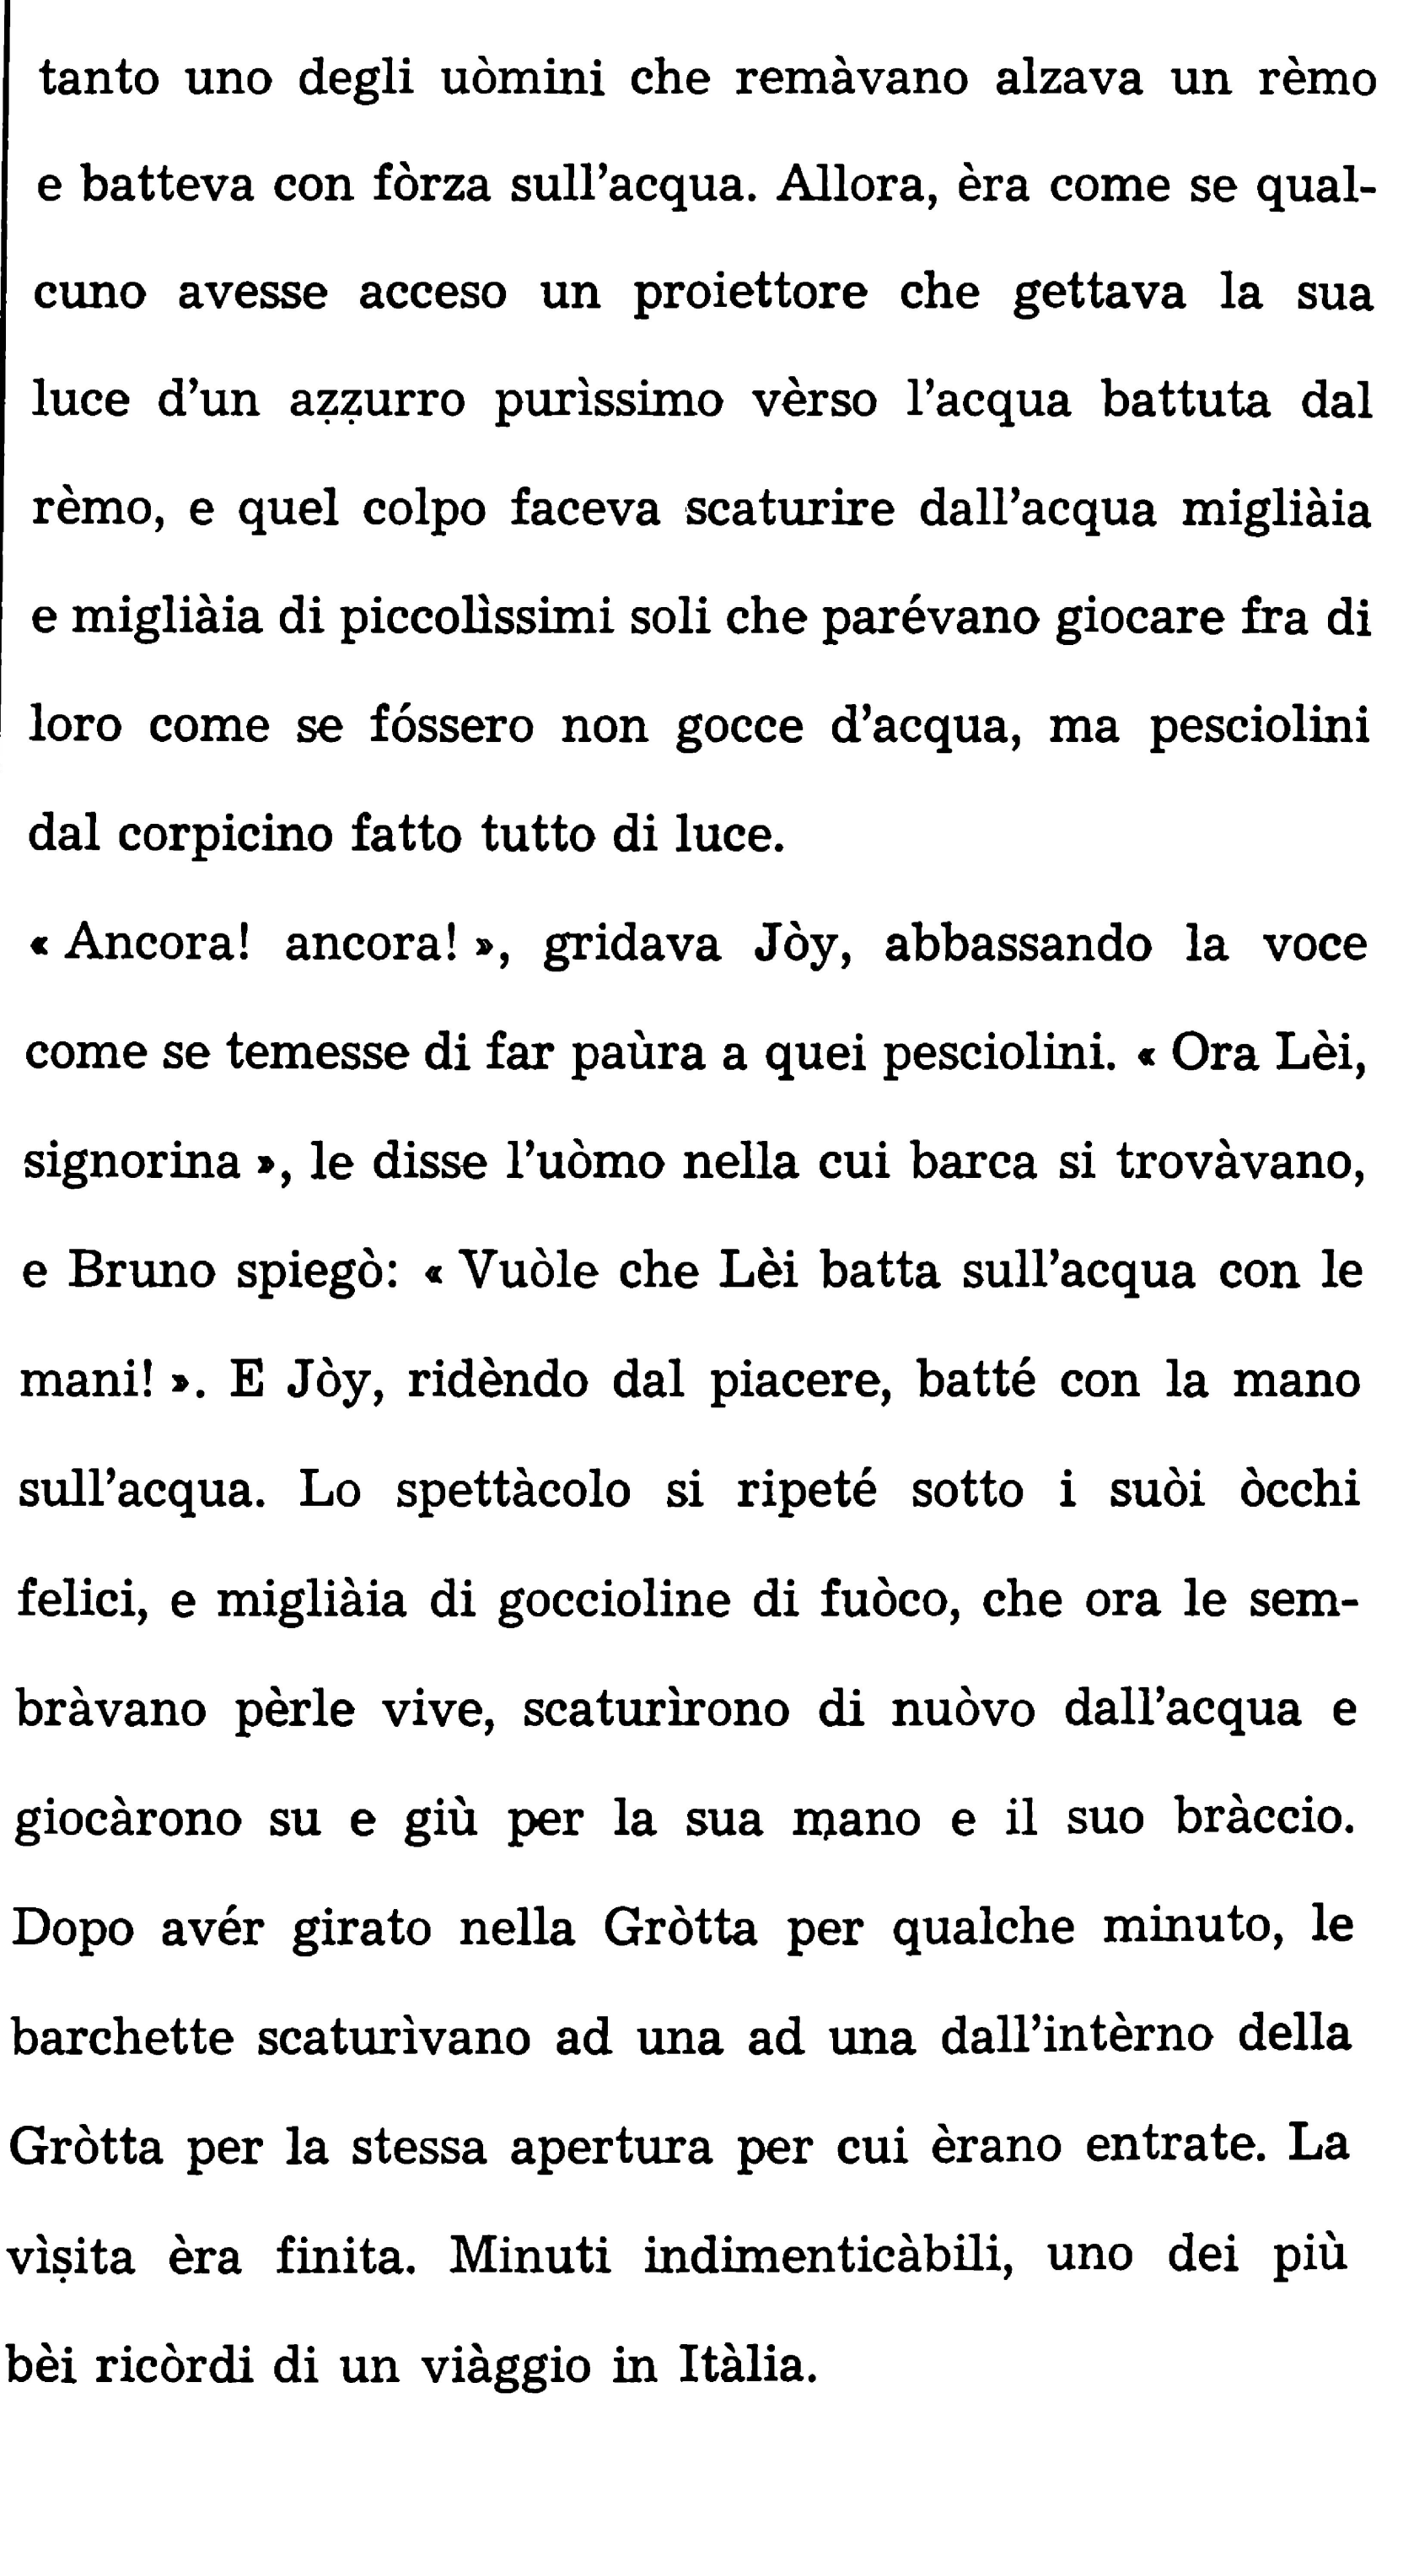 tanto uno degli uòmini che remàvano alzava un rèmo
e batteva con fòrza sull'acqua. Allora, èra come se qual-
cuno avesse acceso un proiettore che gettava la sua
luce d'un aẓẓurro purìssimo vèrso l'acqua battuta dal
rèmo, e quel colpo faceva scaturire dall'acqua migliàia
e migliàia di piccolìssimi soli che parévano giocare fra di
loro come se fóssero non gocce d'acqua, ma pesciolini
dal corpicino fatto tutto di luce.
« Ancora! ancora! », gridava Jòy, abbassando la voce
come se temesse di far paùra a quei pesciolini. « Ora Lèi,
signorina », le disse l'uòmo nella cui barca si trovàvano,
e Bruno spiegò: « Vuòle che Lèi batta sull'acqua con le
mani! ». E Jòy, ridèndo dal piacere, batté con la mano
sull'acqua. Lo spettàcolo si ripeté sotto i suòi òcchi
felici, e migliàia di goccioline di fuòco, che ora le sem-
bràvano pèrle vive, scaturìrono di nuòvo dall'acqua e
giocàrono su e giù per la sua mano e il suo bràccio.
Dopo avér girato nella Gròtta per qualche minuto, le
barchette scaturìvano ad una ad una dall'intèrno della
Gròtta per la stessa apertura per cui èrano entrate. La
vìṣita èra finita. Minuti indimenticàbili, uno dei più
bèi ricòrdi di un viàggio in Itàlia.